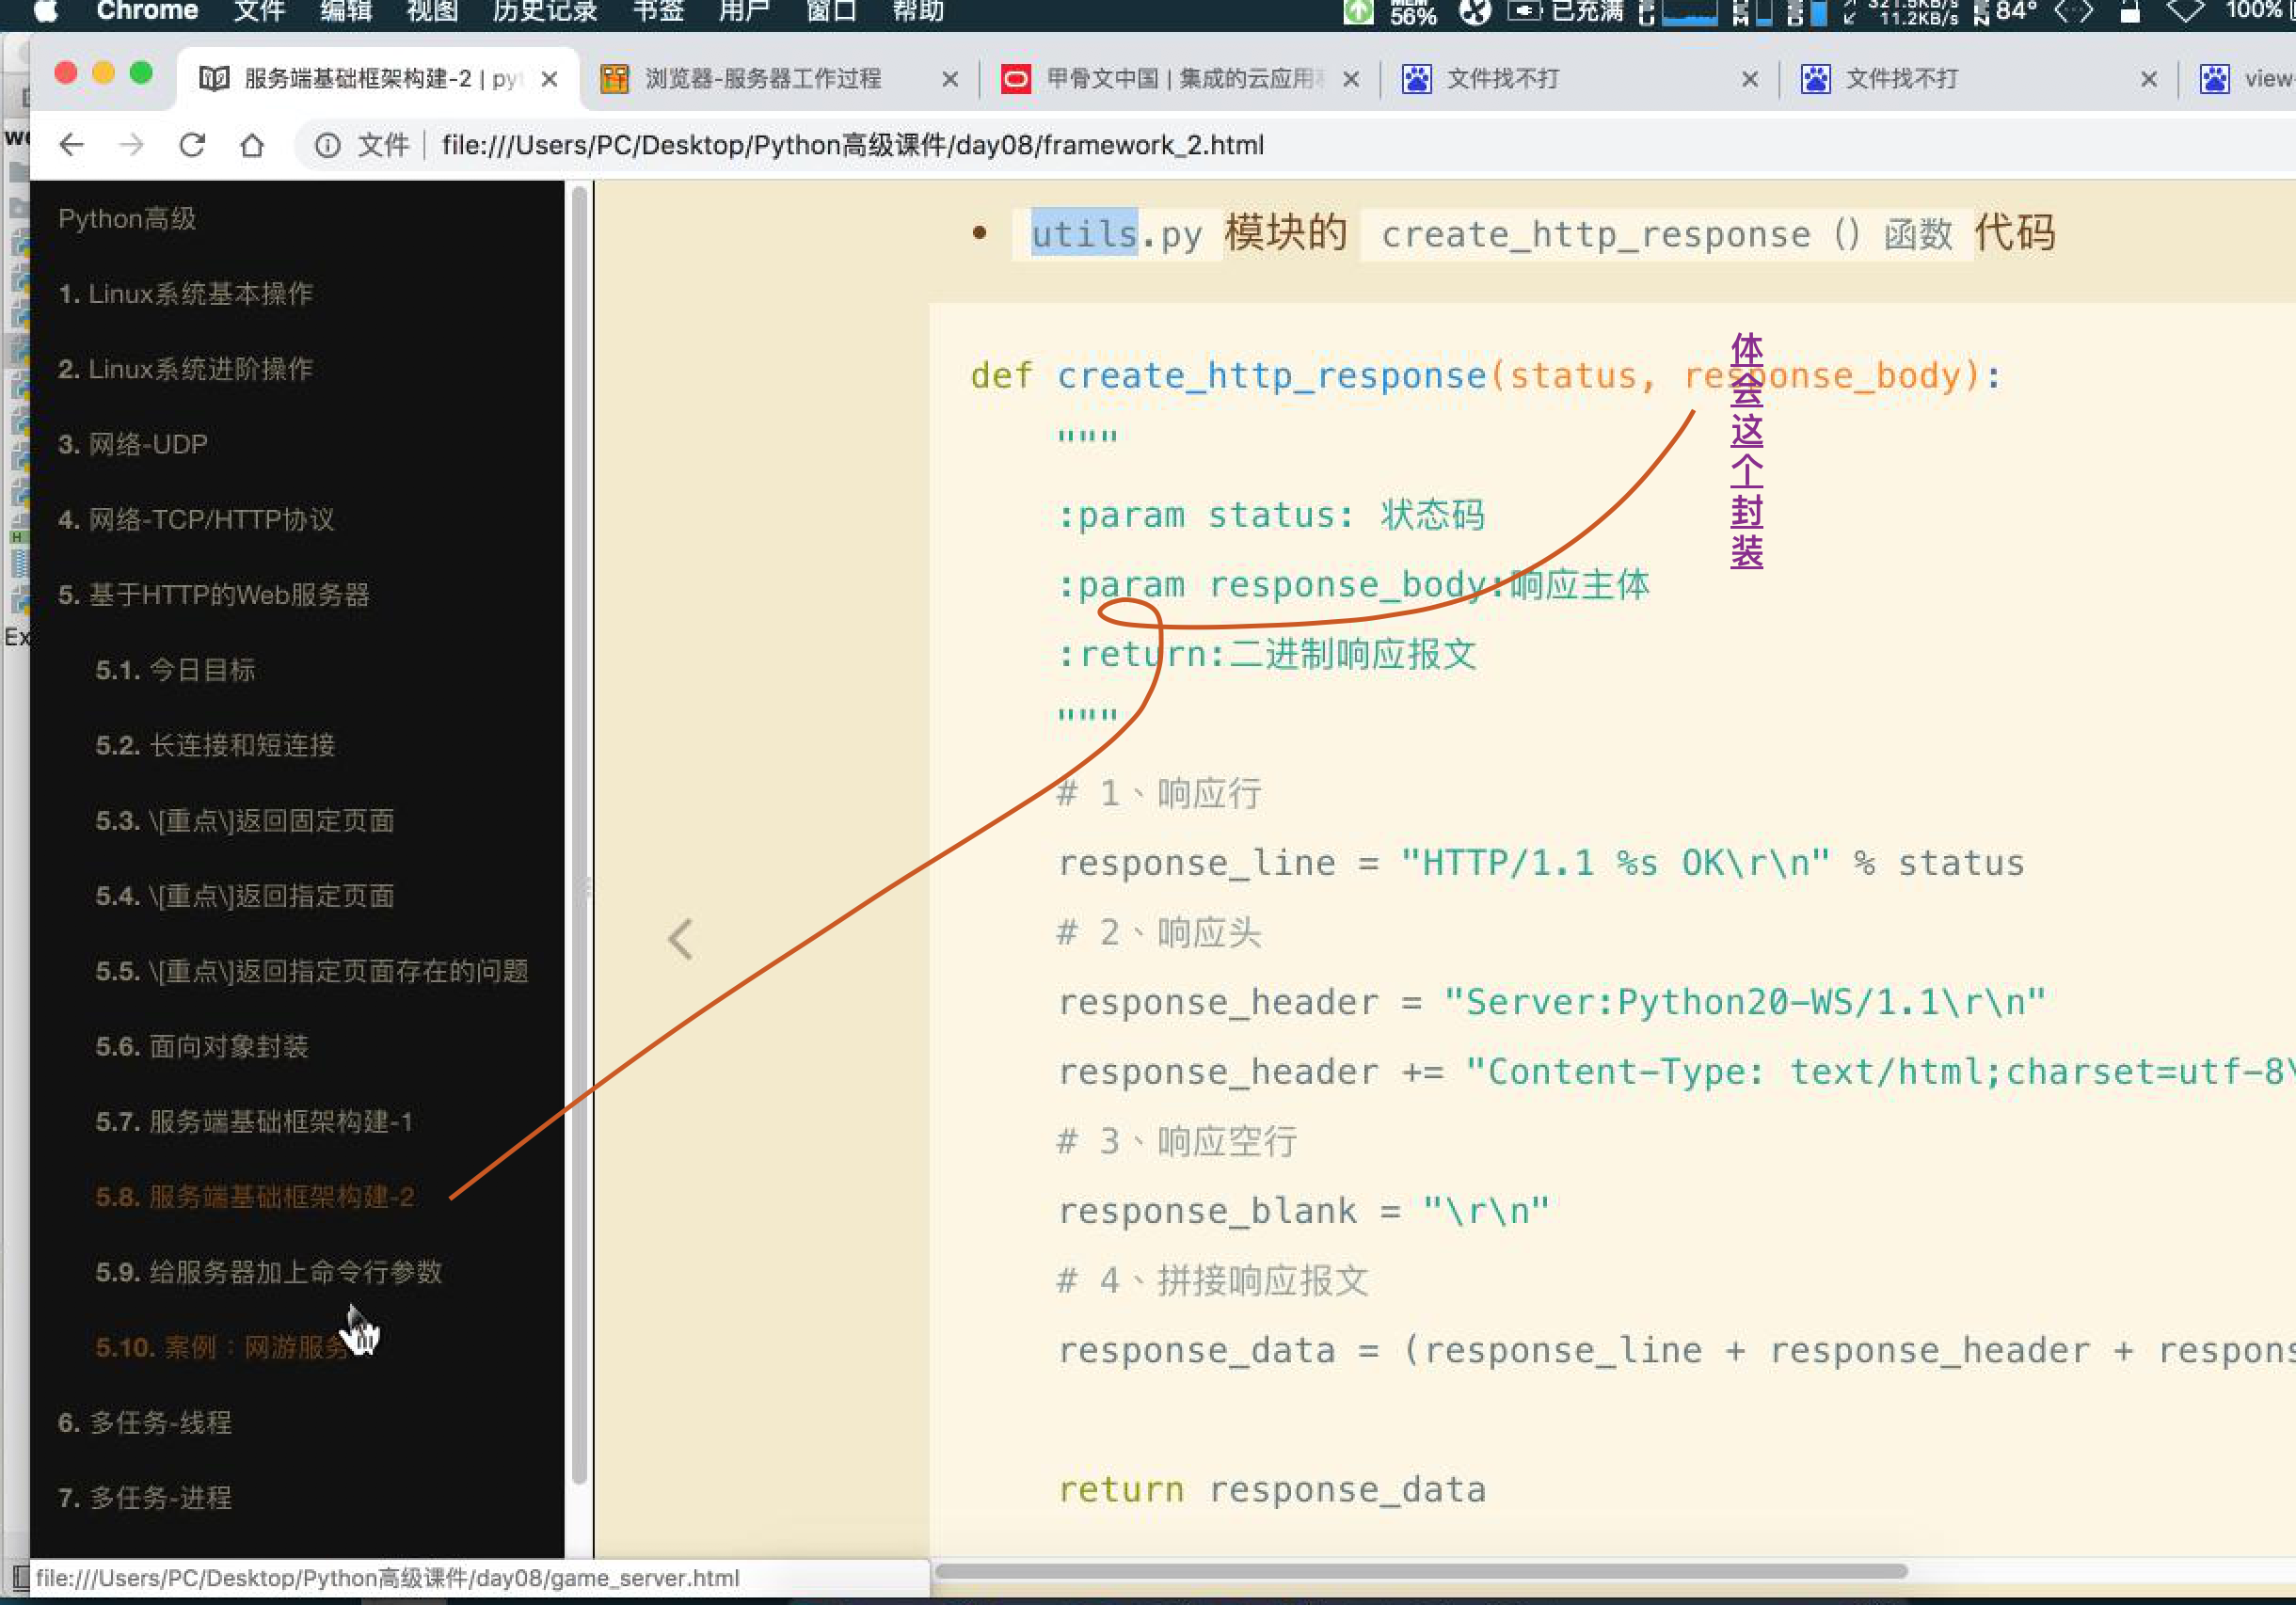 Chrome 文件 编辑 视图 历史记录 书签 用户 窗口 帮助 56% 已充满 321.5KB/s 11.2KB/s 84° 100%
服务端基础框架构建-2 | py 浏览器-服务器工作过程 甲骨文中国 | 集成的云应用 文件找不打 文件找不打 view
文件 file:///Users/PC/Desktop/Python高级课件/day08/framework_2.html
Python高级
1. Linux系统基本操作
2. Linux系统进阶操作
3. 网络-UDP
4. 网络-TCP/HTTP协议
5. 基于HTTP的Web服务器
5.1. 今日目标
5.2. 长连接和短连接
5.3. \[重点\]返回固定页面
5.4. \[重点\]返回指定页面
5.5. \[重点\]返回指定页面存在的问题
5.6. 面向对象封装
5.7. 服务端基础框架构建-1
5.8. 服务端基础框架构建-2
5.9. 给服务器加上命令行参数
5.10. 案例：网游服务
6. 多任务-线程
7. 多任务-进程
file:///Users/PC/Desktop/Python高级课件/day08/game_server.html
• utils.py 模块的 create_http_response () 函数 代码
def create_http_response(status, response_body):
"""
:param status: 状态码
:param response_body:响应主体
:return:二进制响应报文
"""
# 1、响应行
response_line = "HTTP/1.1 %s OK\r\n" % status
# 2、响应头
response_header = "Server:Python20-WS/1.1\r\n"
response_header += "Content-Type: text/html;charset=utf-8\
# 3、响应空行
response_blank = "\r\n"
# 4、拼接响应报文
response_data = (response_line + response_header + respons
return response_data
体会这个封装